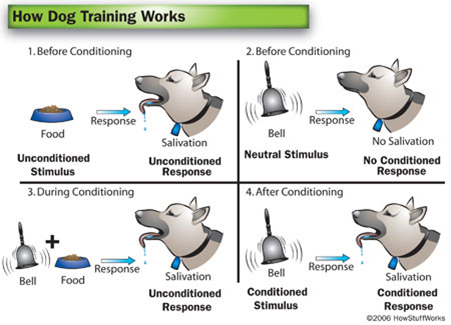 How Dog Training Works
1. Before Conditioning
Food
Response
Salivation
Unconditioned
Stimulus
Unconditioned
Response
2. Before Conditioning
Bell
Response
No Salivation
Neutral Stimulus
No Conditioned
Response
3. During Conditioning
Bell
+
Food
Response
Salivation
Unconditioned
Response
4. After Conditioning
Bell
Response
Salivation
Conditioned
Stimulus
Conditioned
Response
©2006 HowStuffWorks